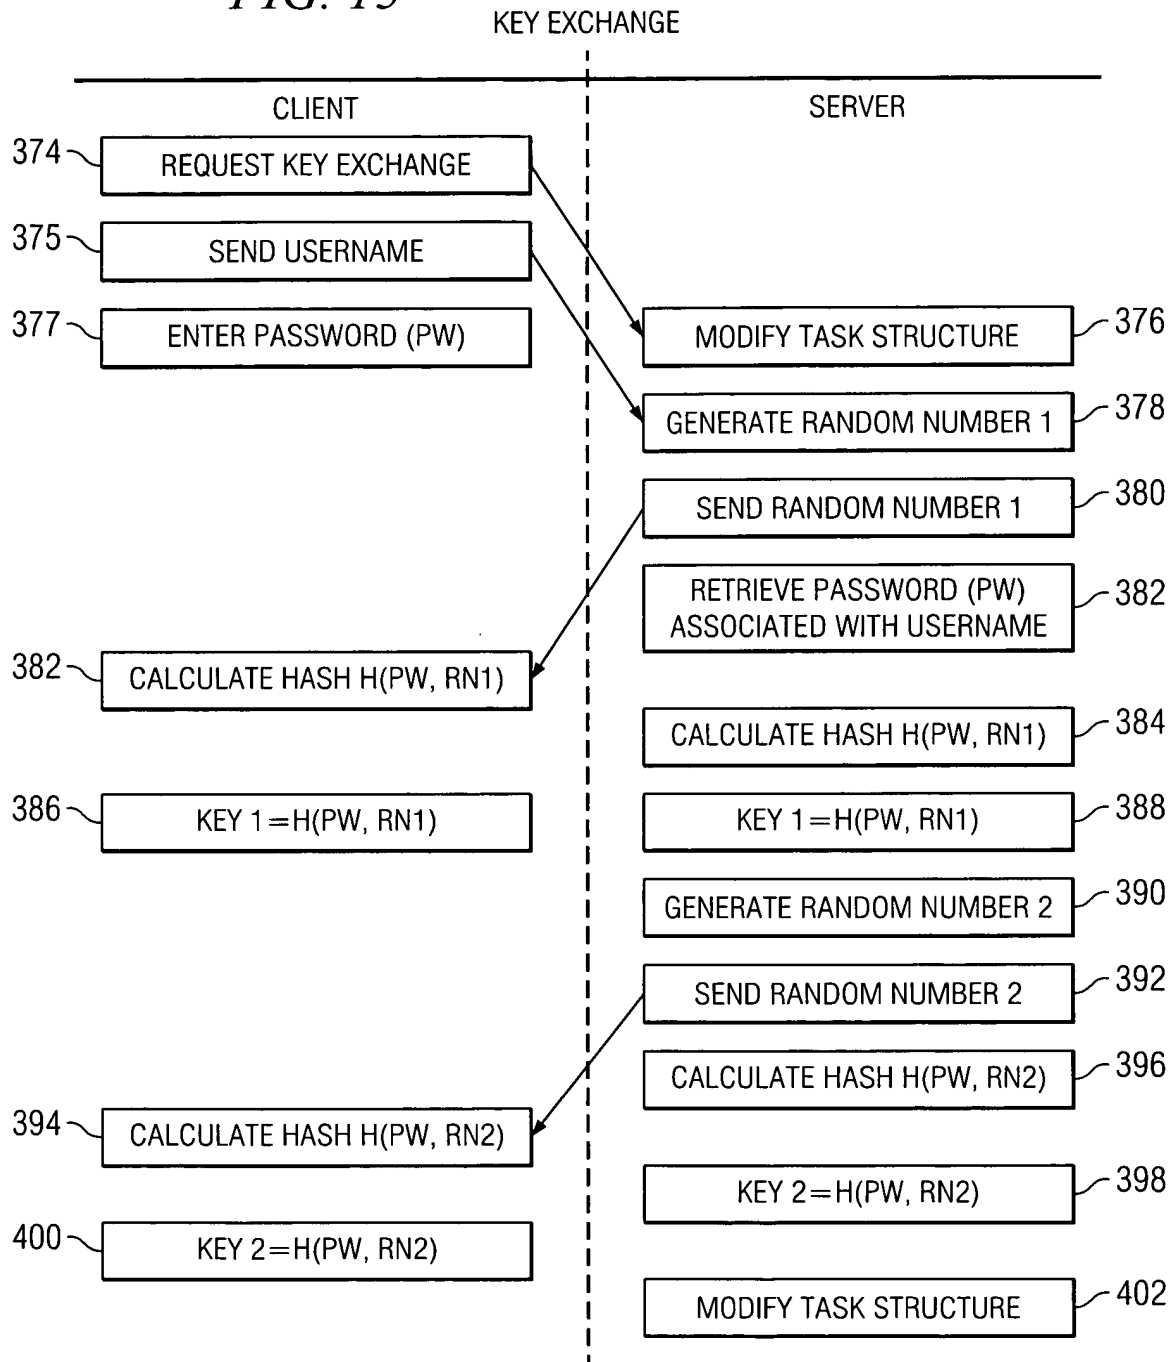 FIG. 15
KEY EXCHANGE
CLIENT
SERVER
374
REQUEST KEY EXCHANGE
375
SEND USERNAME
377
ENTER PASSWORD (PW)
MODIFY TASK STRUCTURE
376
GENERATE RANDOM NUMBER 1
378
SEND RANDOM NUMBER 1
380
RETRIEVE PASSWORD (PW)
ASSOCIATED WITH USERNAME
382
382
CALCULATE HASH H(PW, RN1)
CALCULATE HASH H(PW, RN1)
384
386
KEY 1=H(PW, RN1)
KEY 1=H(PW, RN1)
388
GENERATE RANDOM NUMBER 2
390
SEND RANDOM NUMBER 2
392
CALCULATE HASH H(PW, RN2)
396
394
CALCULATE HASH H(PW, RN2)
KEY 2=H(PW, RN2)
398
400
KEY 2=H(PW, RN2)
MODIFY TASK STRUCTURE
402